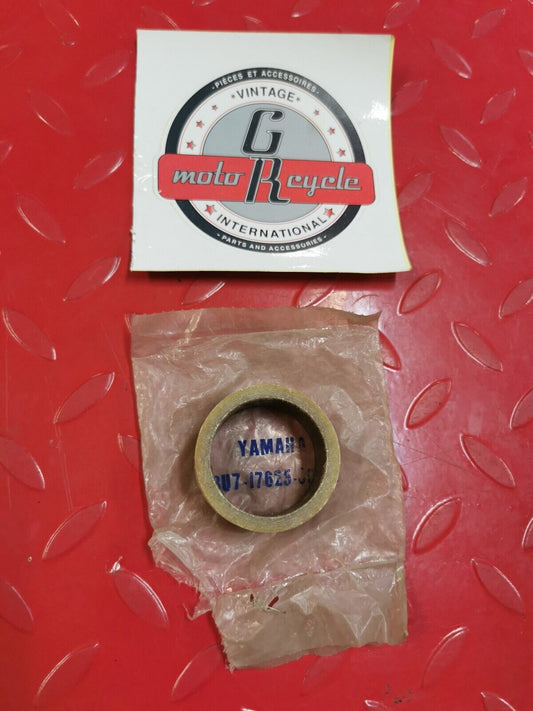 • PIÈCES ET ACCESSOIRES •
★ VINTAGE ★
G
moto R cycle
★ INTERNATIONAL ★
• PARTS AND ACCESSORIES •
YAMAHA